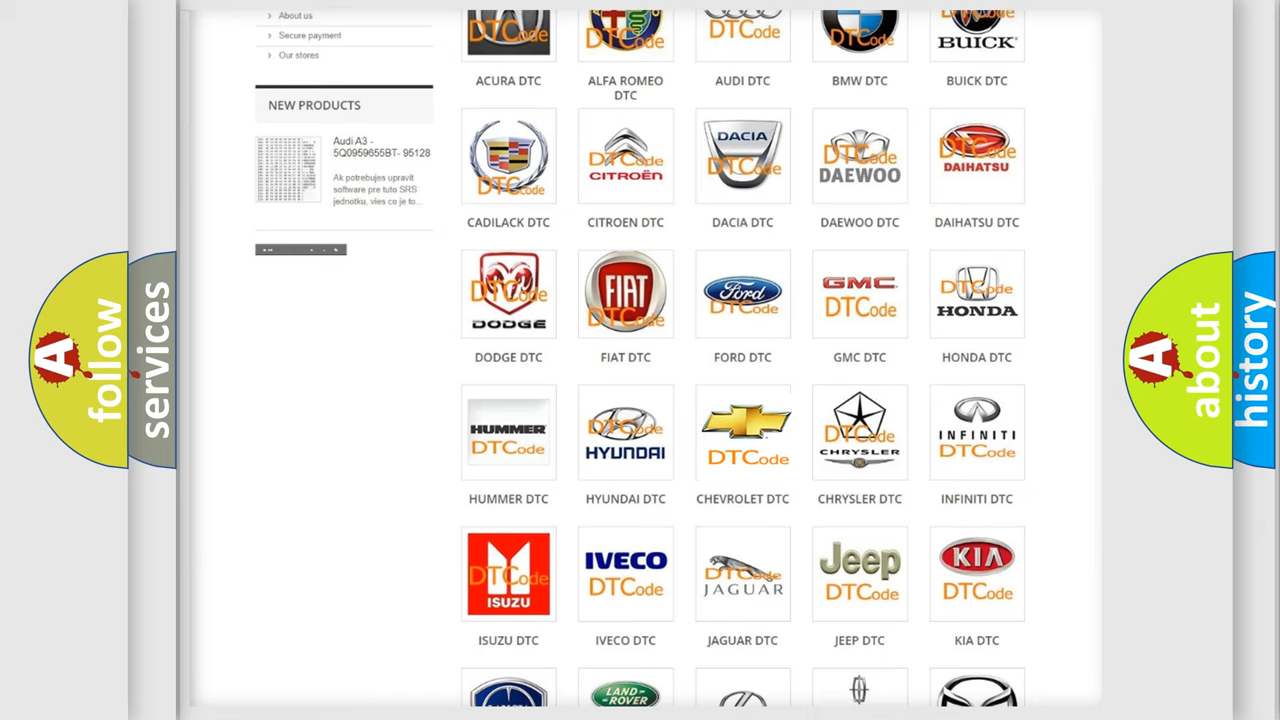 About us
Secure payment
Our stores
NEW PRODUCTS
Audi A3 -
5Q0959655BT- 95128
Ak potrebujes upravit
software pre tuto SRS
jednotku, vies co je to...
A follow
services
DTCode
DTCode
DTCode
DTCode
BUICK
ACURA DTC
ALFA ROMEO
DTC
AUDI DTC
BMW DTC
BUICK DTC
DTCode
DTCode
CITROËN
DACIA
DTCode
DTCode
DAEWOO
DTCode
DAIHATSU
CADILACK DTC
CITROEN DTC
DACIA DTC
DAEWOO DTC
DAIHATSU DTC
DTCode
DODGE
FIAT
DTCode
Ford
DTCode
GMC
DTCode
DTCode
HONDA
DODGE DTC
FIAT DTC
FORD DTC
GMC DTC
HONDA DTC
HUMMER
DTCode
DTCode
HYUNDAI
DTCode
DTCode
CHRYSLER
INFINITI
DTCode
HUMMER DTC
HYUNDAI DTC
CHEVROLET DTC
CHRYSLER DTC
INFINITI DTC
DTCode
ISUZU
IVECO
DTCode
DTCode
JAGUAR
Jeep
DTCode
KIA
DTCode
ISUZU DTC
IVECO DTC
JAGUAR DTC
JEEP DTC
KIA DTC
LAND-
ROVER
A about
history